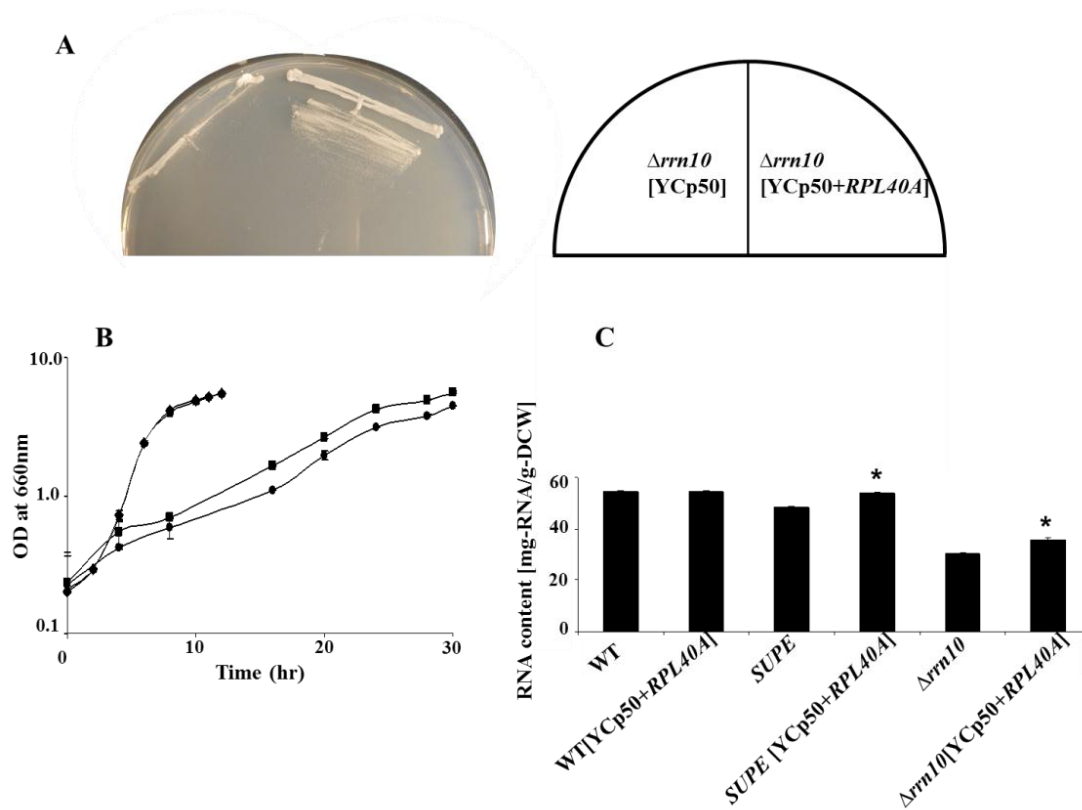 A
Δrrn10
[YCp50]
Δrrn10
[YCp50+RPL40A]
B
OD at 660nm
10.0
1.0
0.1
0
10
20
30
Time (hr)
C
RNA content [mg-RNA/g-DCW]
60
40
20
0
*
*
WT
WT[YCp50+RPL40A]
SUPE
SUPE [YCp50+RPL40A]
Δrrn10
Δrrn10[YCp50+RPL40A]